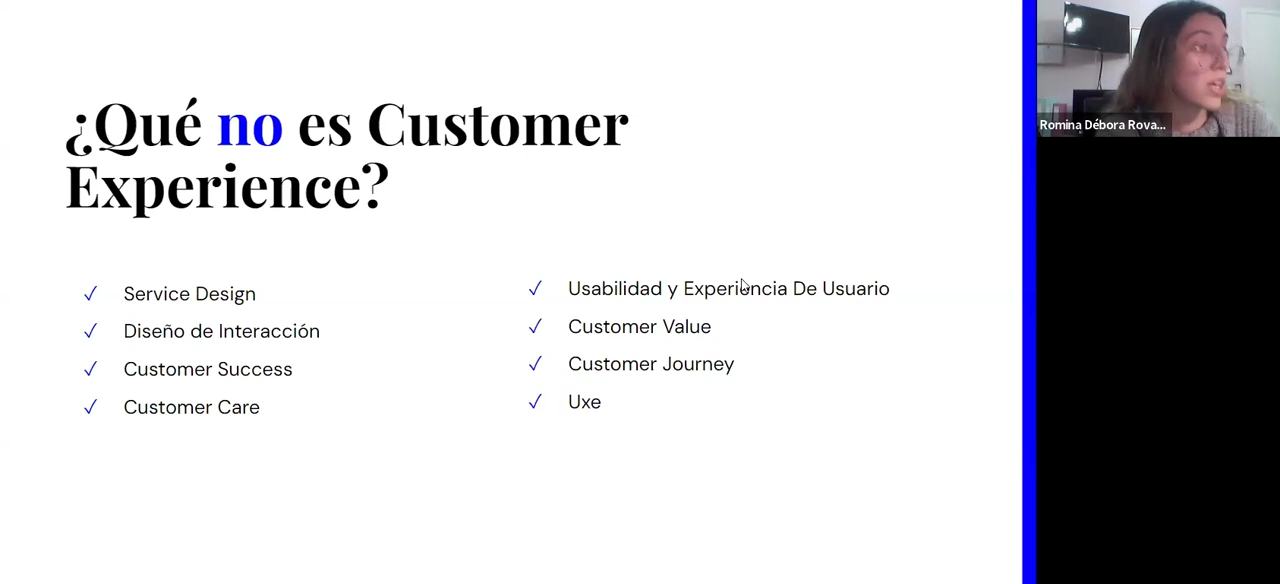 ¿Qué no es Customer
Experience?
✓ Service Design
✓ Diseño de Interacción
✓ Customer Success
✓ Customer Care
✓ Usabilidad y Experiencia De Usuario
✓ Customer Value
✓ Customer Journey
✓ Uxe
Romina Débora Rova...